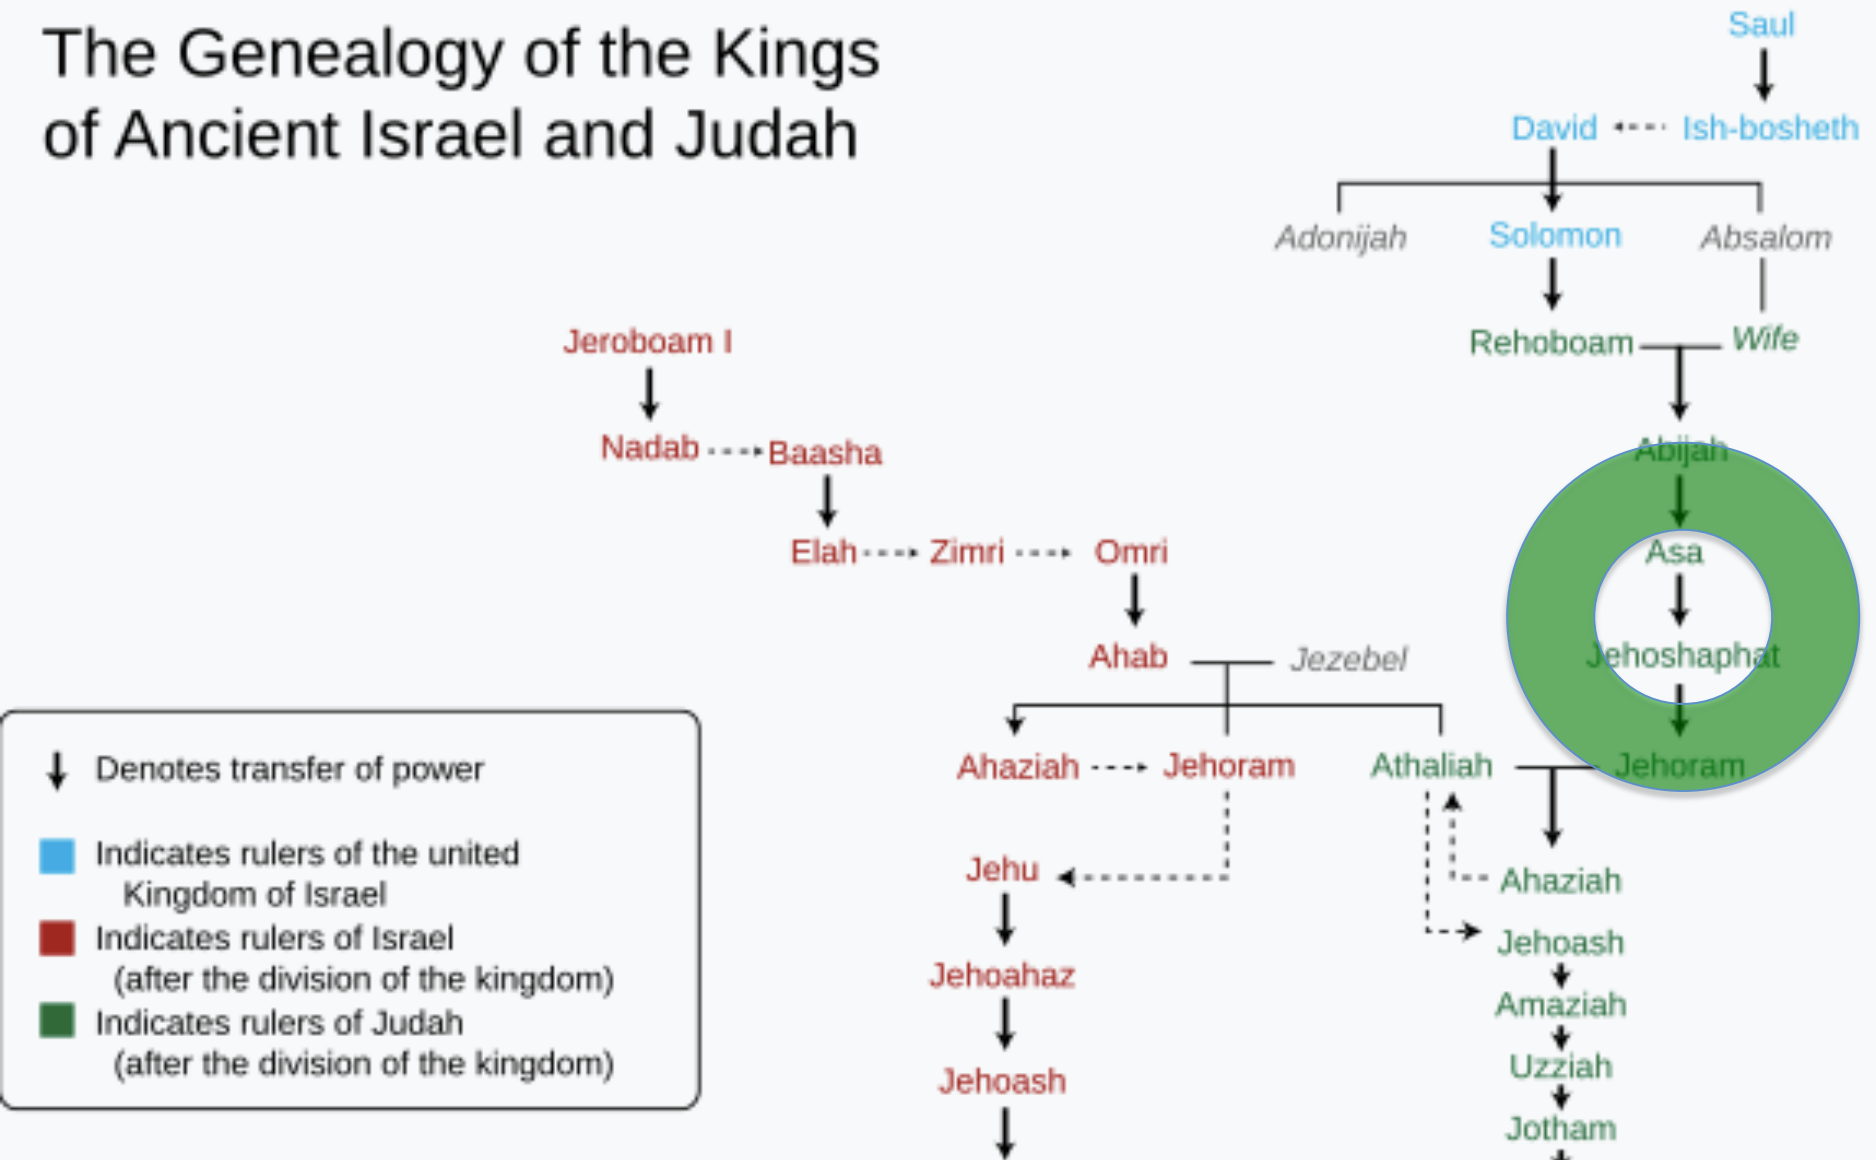 The Genealogy of the Kings
of Ancient Israel and Judah
Saul
David Ish-bosheth
Adonijah Solomon Absalom
Jeroboam I Rehoboam Wife
Nadab Baasha Abijah
Elah Zimri Omri Asa
Ahab Jezebel Jehoshaphat
Ahaziah Jehoram Athaliah Jehoram
Jehu Ahaziah
Jehoash
Jehoahaz Amaziah
Uzziah
Jehoash
Jotham
Denotes transfer of power
Indicates rulers of the united
Kingdom of Israel
Indicates rulers of Israel
(after the division of the kingdom)
Indicates rulers of Judah
(after the division of the kingdom)